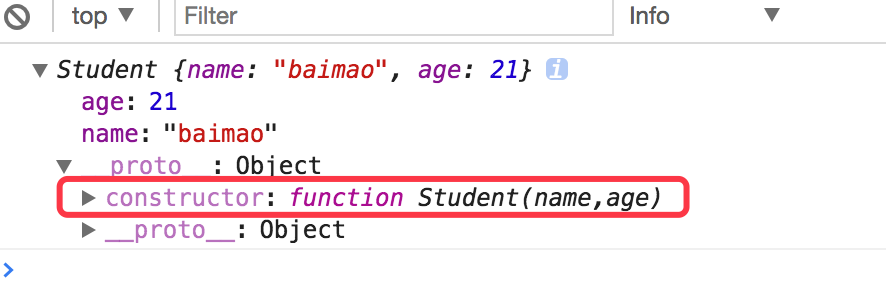 top ▼ Filter Info ▼
▼ Student {name: "baimao", age: 21} i
age: 21
name: "baimao"
▼ __proto__: Object
▶ constructor: function Student(name,age)
▶ __proto__: Object
>